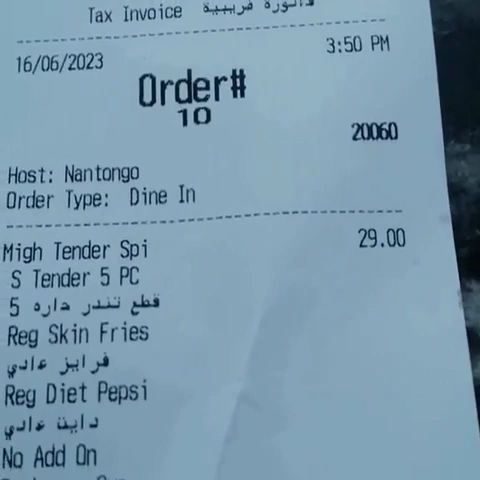 Tax Invoice فاتورة ضريبية
16/06/2023 3:50 PM
Order#
10
20060
Host: Nantongo
Order Type: Dine In
Migh Tender Spi 29.00
S Tender 5 PC
5 قطع تندر حاره
Reg Skin Fries
فرايز عادي
Reg Diet Pepsi
دايت عادي
No Add On